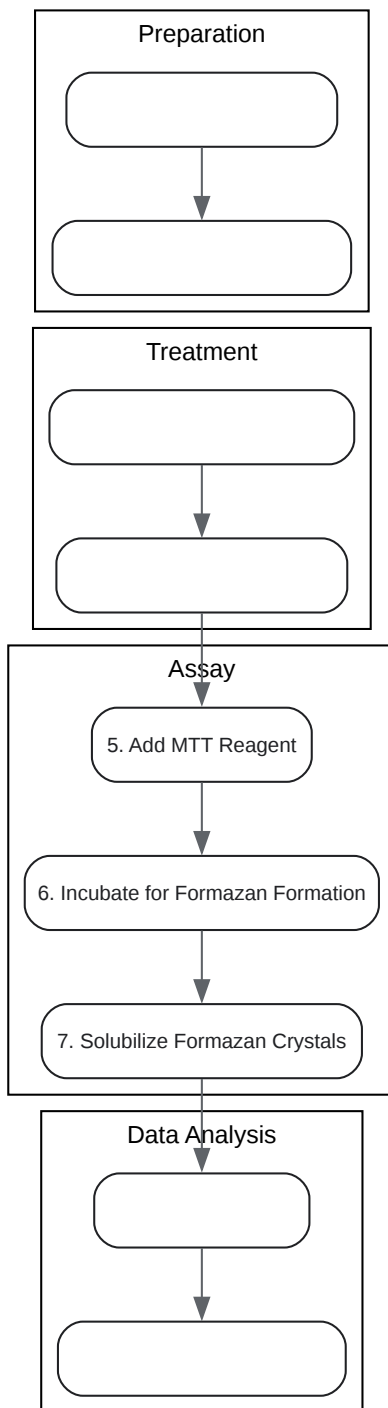 Preparation
Treatment
Assay
5. Add MTT Reagent
6. Incubate for Formazan Formation
7. Solubilize Formazan Crystals
Data Analysis